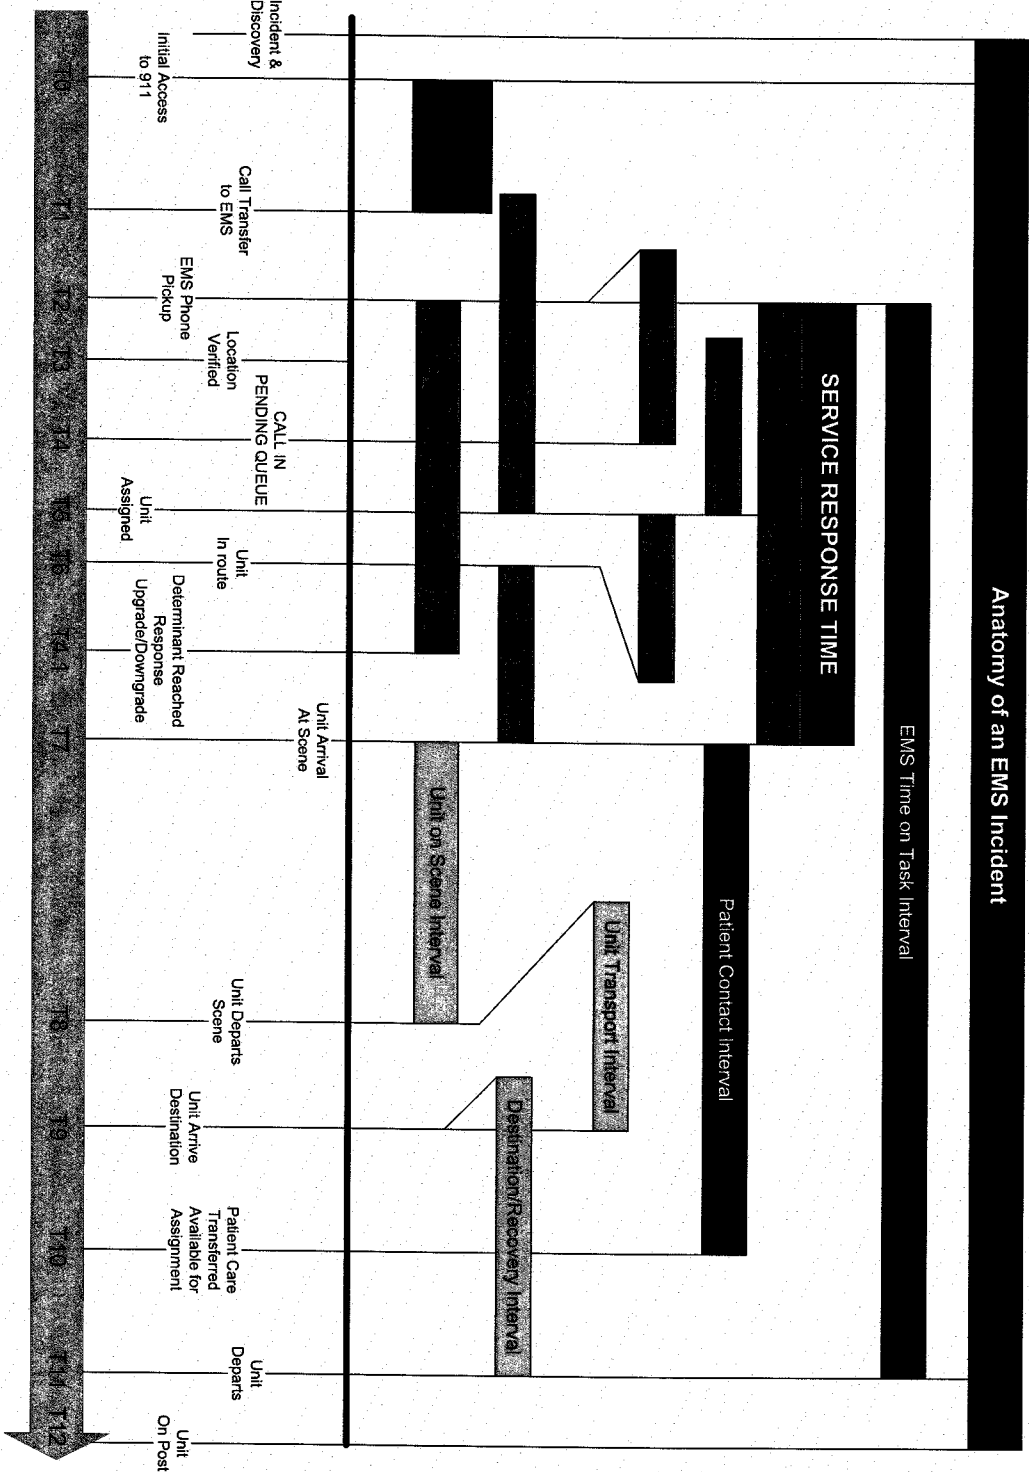 Anatomy of an EMS Incident
EMS Time on Task Interval
SERVICE RESPONSE TIME
Patient Contact Interval
Unit Transport Interval
Destination/Recovery Interval
Unit on Scene Interval
Incident &
Discovery
Initial Access
to 911
Call Transfer
to EMS
EMS Phone
Pickup
Location
Verified
CALL IN
PENDING QUEUE
Unit
Assigned
Unit
In route
Determinant Reached
Response
Upgrade/Downgrade
Unit Arrival
At Scene
Unit Departs
Scene
Unit Arrive
Destination
Patient Care
Transferred
Available for
Assignment
Unit
Departs
Unit
On Post
T0
T1
T2
T3
T4
T5
T6
T4.1
T7
T8
T9
T10
T11
T12